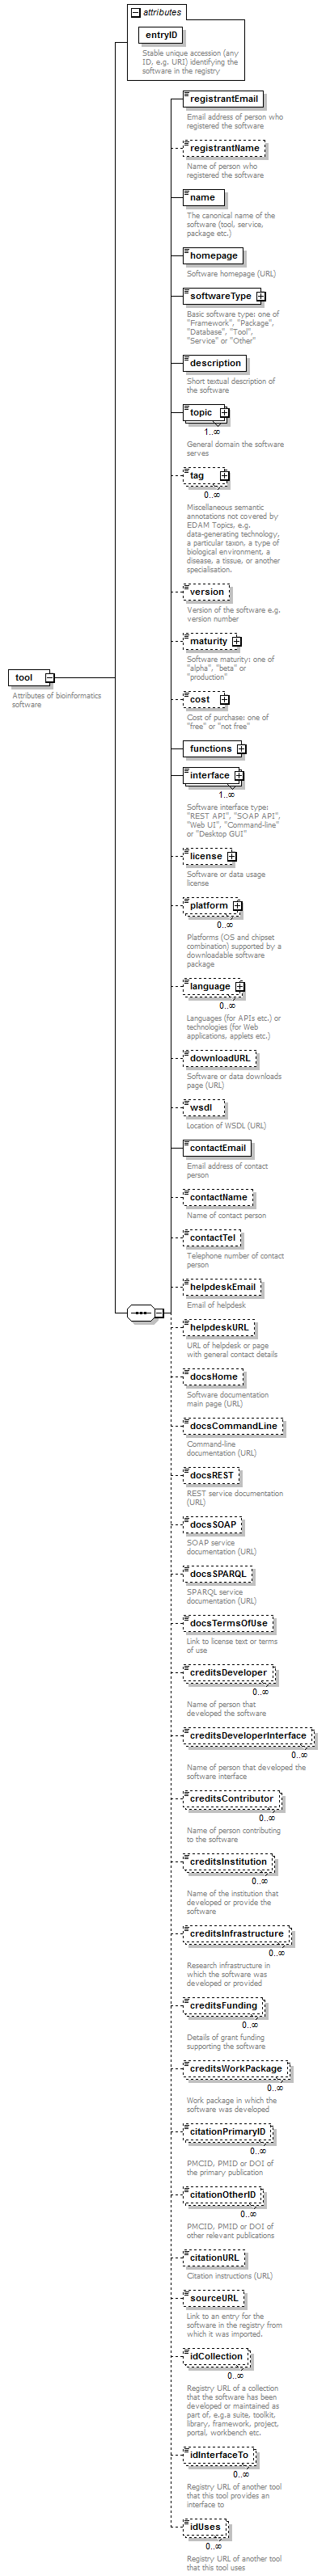 attributes
entryID
Stable unique accession (any
ID, e.g. URI) identifying the
software in the registry
registrantEmail
Email address of person who
registered the software
registrantName
Name of person who
registered the software
name
The canonical name of the
software (tool, service,
package etc.)
homepage
Software homepage (URL)
softwareType
Basic software type: one of
"Framework", "Package",
"Database", "Tool",
"Service" or "Other"
description
Short textual description of
the software
topic
1..∞
General domain the software
serves
tag
0..∞
Miscellaneous semantic
annotations not covered by
EDAM Topics, e.g.
data-generating technology,
a particular taxon, a type of
biological environment, a
disease, a tissue, or another
specialisation.
version
Version of the software e.g.
version number
maturity
Software maturity: one of
"alpha", "beta" or
"production"
tool
Attributes of bioinformatics
software
cost
Cost of purchase: one of
"free" or "not free"
functions
interface
1..∞
Software interface type:
"REST API", "SOAP API",
"Web UI", "Command-line"
or "Desktop GUI"
license
Software or data usage
license
platform
0..∞
Platforms (OS and chipset
combination) supported by a
downloadable software
package
language
0..∞
Languages (for APIs etc.) or
technologies (for Web
applications, applets etc.)
downloadURL
Software or data downloads
page (URL)
wsdl
Location of WSDL (URL)
contactEmail
Email address of contact
person
contactName
Name of contact person
contactTel
Telephone number of contact
person
helpdeskEmail
Email of helpdesk
helpdeskURL
URL of helpdesk or page
with general contact details
docsHome
Software documentation
main page (URL)
docsCommandLine
Command-line
documentation (URL)
docsREST
REST service documentation
(URL)
docsSOAP
SOAP service
documentation (URL)
docsSPARQL
SPARQL service
documentation (URL)
docsTermsOfUse
Link to license text or terms
of use
creditsDeveloper
0..∞
Name of person that
developed the software
creditsDeveloperInterface
0..∞
Name of person that developed the
software interface
creditsContributor
0..∞
Name of person contributing
to the software
creditsInstitution
0..∞
Name of the institution that
developed or provide the
software
creditsInfrastructure
0..∞
Research infrastructure in
which the software was
developed or provided
creditsFunding
0..∞
Details of grant funding
supporting the software
creditsWorkPackage
0..∞
Work package in which the
software was developed
citationPrimaryID
0..∞
PMCID, PMID or DOI of
the primary publication
citationOtherID
0..∞
PMCID, PMID or DOI of
other relevant publications
citationURL
Citation instructions (URL)
sourceURL
Link to an entry for the
software in the registry from
which it was imported.
idCollection
0..∞
Registry URL of a collection
that the software has been
developed or maintained as
part of, e.g.a suite, toolkit,
library, framework, project,
portal, workbench etc.
idInterfaceTo
0..∞
Registry URL of another tool
that this tool provides an
interface to
idUses
0..∞
Registry URL of another tool
that this tool uses